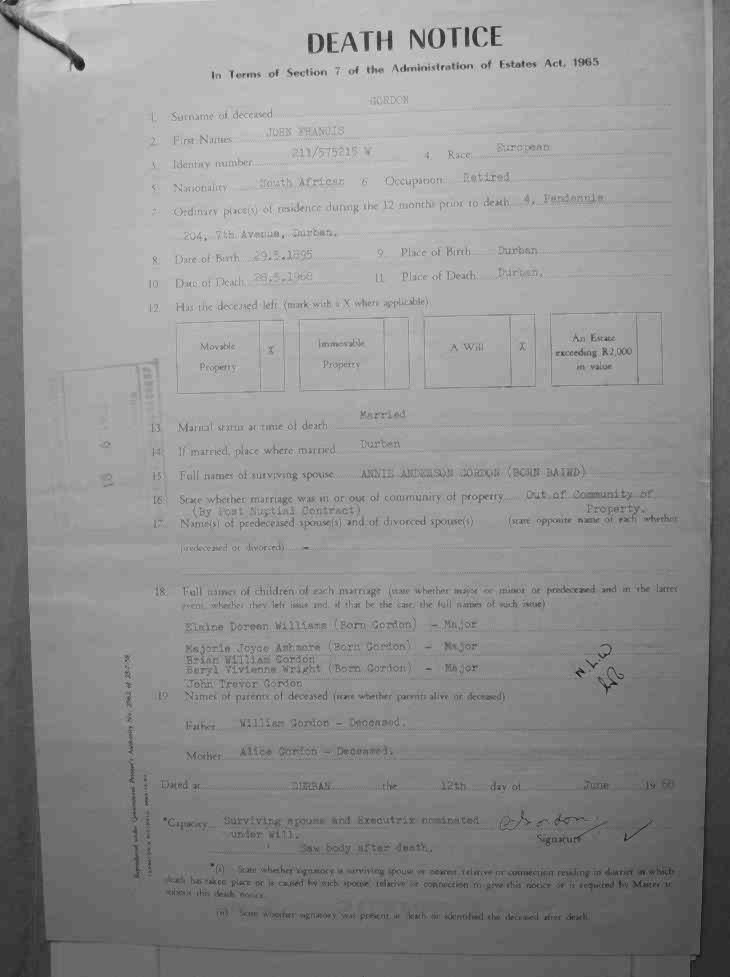 DEATH NOTICE
In Terms of Section 7 of the Administration of Estates Act, 1965
1. Surname of deceased GORDON
2. First Names JOHN FRANCIS
3. Identity number 211/575215 W 4. Race European
5. Nationality South African 6. Occupation Retired
7. Ordinary place(s) of residence during the 12 months prior to death 4, Pendennis
204, 7th Avenue, Durban.
8. Date of Birth 29.5.1895 9. Place of Birth Durban
10. Date of Death 28.5.1968 11. Place of Death Durban.
12. Has the deceased left (mark with a X where applicable)
Movable Property X Immovable Property A Will X An Estate exceeding R2,000 in value
13. Marital status at time of death Married
14. If married, place where married Durban
15. Full names of surviving spouse ANNIE ANDERSON GORDON (BORN BAIRD)
16. State whether marriage was in or out of community of property Out of Community of
(By Post Nuptial Contract) Property.
17. Name(s) of predeceased spouse(s) and of divorced spouse(s) (state opposite name of each whether
predeceased or divorced) -
18. Full names of children of each marriage (state whether major or minor or predeceased and in the latter
event, whether they left issue and, if that be the case, the full names of such issue)
Elaine Doreen Williams (Born Gordon) - Major
Majorie Joyce Ashmore (Born Gordon) - Major
Brian William Gordon
Beryl Vivienne Wright (Born Gordon) - Major
John Trevor Gordon
N.L.W
19. Names of parents of deceased (state whether parents alive or deceased)
Father William Gordon - Deceased.
Mother Alice Gordon - Deceased.
Dated at DURBAN the 12th day of June 1968
*Capacity Surviving spouse and Executrix nominated Gordon.
under Will. Signature
Saw body after death.
*(i) State whether signatory is surviving spouse or nearest relative or connection residing in district in which
death has taken place or is caused by such spouse, relative or connection to give this notice or is required by Master to
submit this death notice.
(ii) State whether signatory was present at death or identified the deceased after death.
Reproduced under Government Printer's Authority No. 2962 of